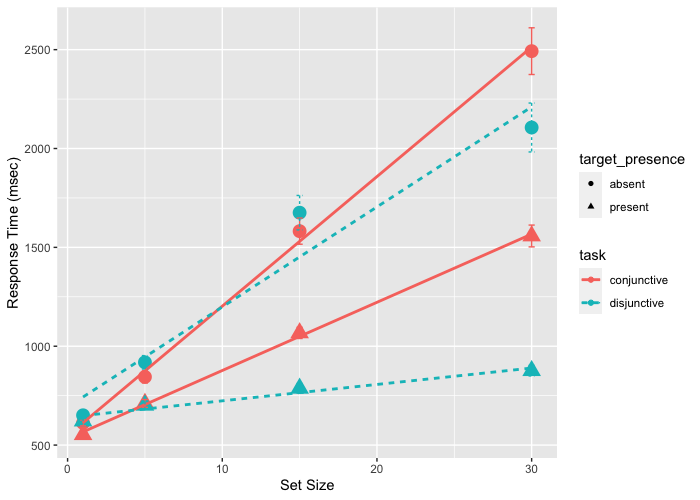 2500
2000
1500
1000
500
Response Time (msec)
0
10
20
30
Set Size
target_presence
absent
present
task
conjunctive
disjunctive